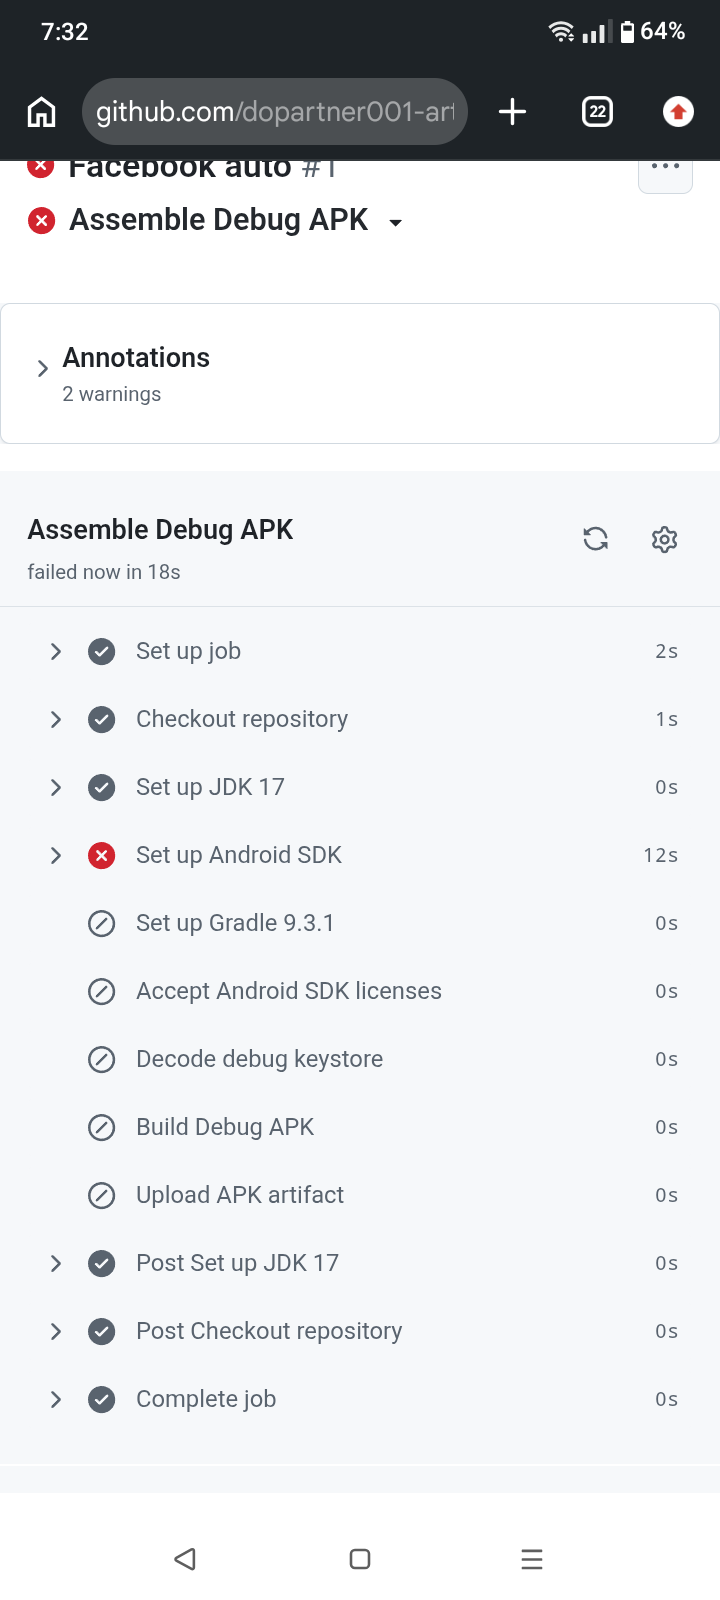 7:32
64%
github.com/dopartner001-art
22
Facebook auto #1
Assemble Debug APK
Annotations
2 warnings
Assemble Debug APK
failed now in 18s
Set up job 2s
Checkout repository 1s
Set up JDK 17 0s
Set up Android SDK 12s
Set up Gradle 9.3.1 0s
Accept Android SDK licenses 0s
Decode debug keystore 0s
Build Debug APK 0s
Upload APK artifact 0s
Post Set up JDK 17 0s
Post Checkout repository 0s
Complete job 0s